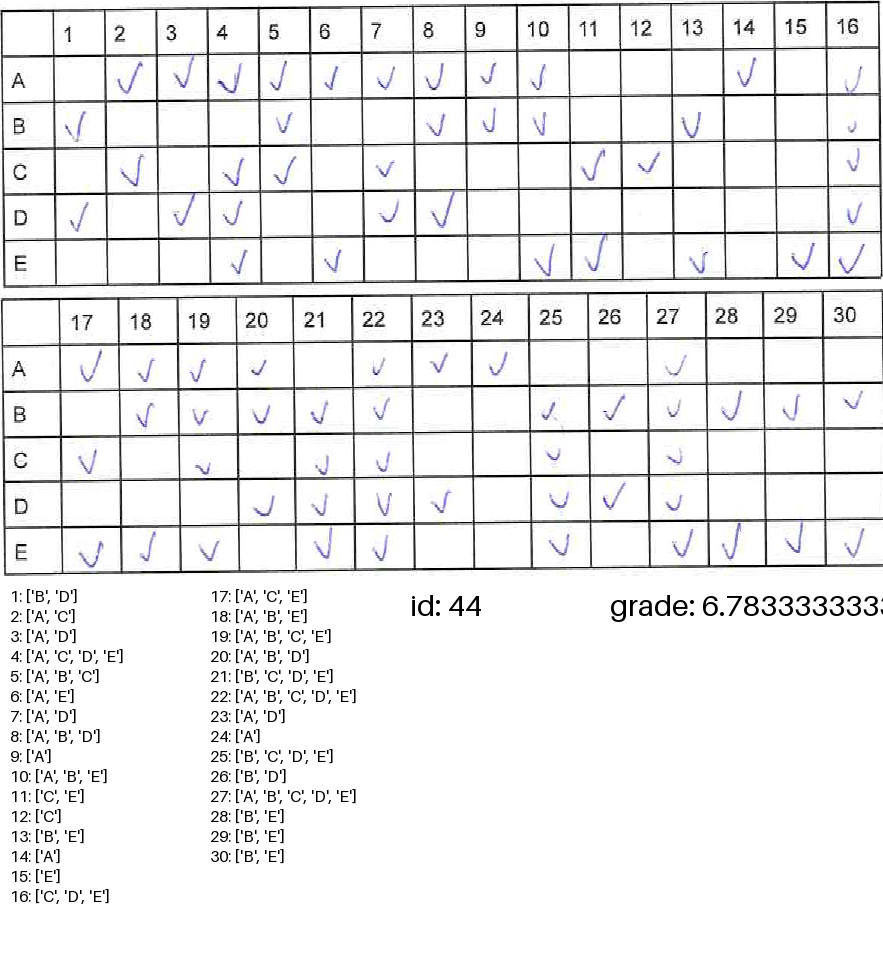 1 2 3 4 5 6 7 8 9 10 11 12 13 14 15 16
A ✓ ✓ ✓ ✓ ✓ ✓ ✓ ✓ ✓ ✓ ✓
B ✓ ✓ ✓ ✓ ✓ ✓ ✓
C ✓ ✓ ✓ ✓ ✓ ✓ ✓
D ✓ ✓ ✓ ✓ ✓ ✓
E ✓ ✓ ✓ ✓ ✓ ✓ ✓
17 18 19 20 21 22 23 24 25 26 27 28 29 30
A ✓ ✓ ✓ ✓ ✓ ✓ ✓ ✓
B ✓ ✓ ✓ ✓ ✓ ✓ ✓ ✓ ✓ ✓ ✓
C ✓ ✓ ✓ ✓ ✓ ✓
D ✓ ✓ ✓ ✓ ✓ ✓ ✓
E ✓ ✓ ✓ ✓ ✓ ✓ ✓ ✓ ✓ ✓
1: ['B', 'D']
2: ['A', 'C']
3: ['A', 'D']
4: ['A', 'C', 'D', 'E']
5: ['A', 'B', 'C']
6: ['A', 'E']
7: ['A', 'D']
8: ['A', 'B', 'D']
9: ['A']
10: ['A', 'B', 'E']
11: ['C', 'E']
12: ['C']
13: ['B', 'E']
14: ['A']
15: ['E']
16: ['C', 'D', 'E']
17: ['A', 'C', 'E']
18: ['A', 'B', 'E']
19: ['A', 'B', 'C', 'E']
20: ['A', 'B', 'D']
21: ['B', 'C', 'D', 'E']
22: ['A', 'B', 'C', 'D', 'E']
23: ['A', 'D']
24: ['A']
25: ['B', 'C', 'D', 'E']
26: ['B', 'D']
27: ['A', 'B', 'C', 'D', 'E']
28: ['B', 'E']
29: ['B', 'E']
30: ['B', 'E']
id: 44
grade: 6.7833333333